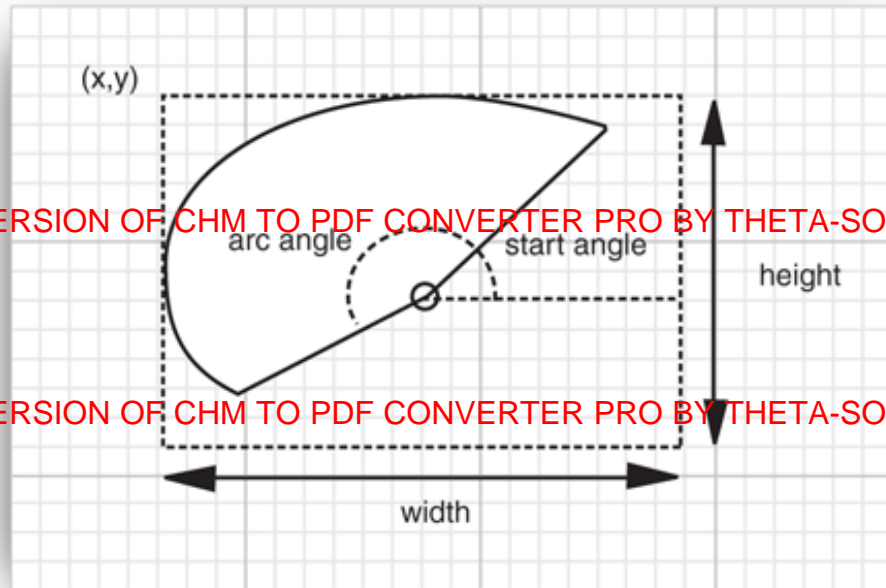 (x,y)
ERSION OF CHM TO PDF CONVERTER PRO BY THETA-SO
arc angle
start angle
height
ERSION OF CHM TO PDF CONVERTER PRO BY THETA-SO
width